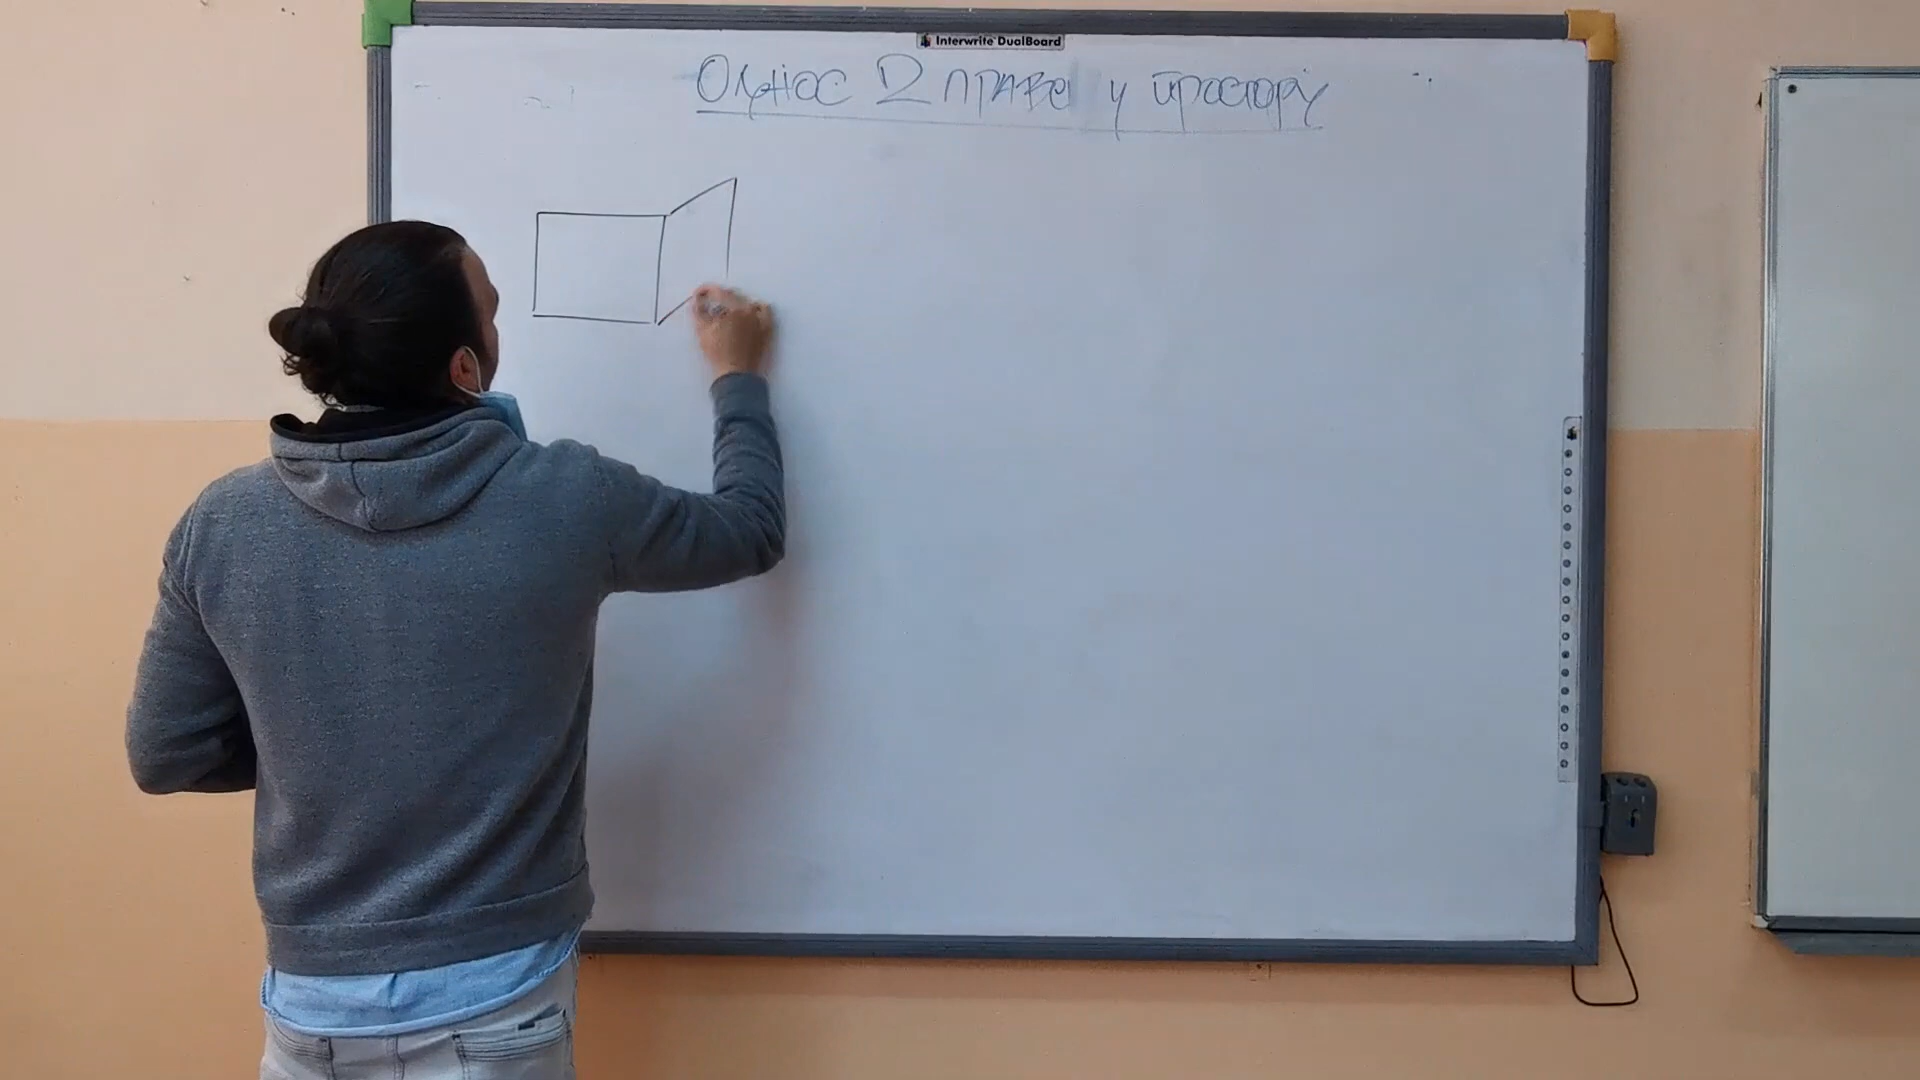 Interwrite DualBoard
Однос 2 праве у простору